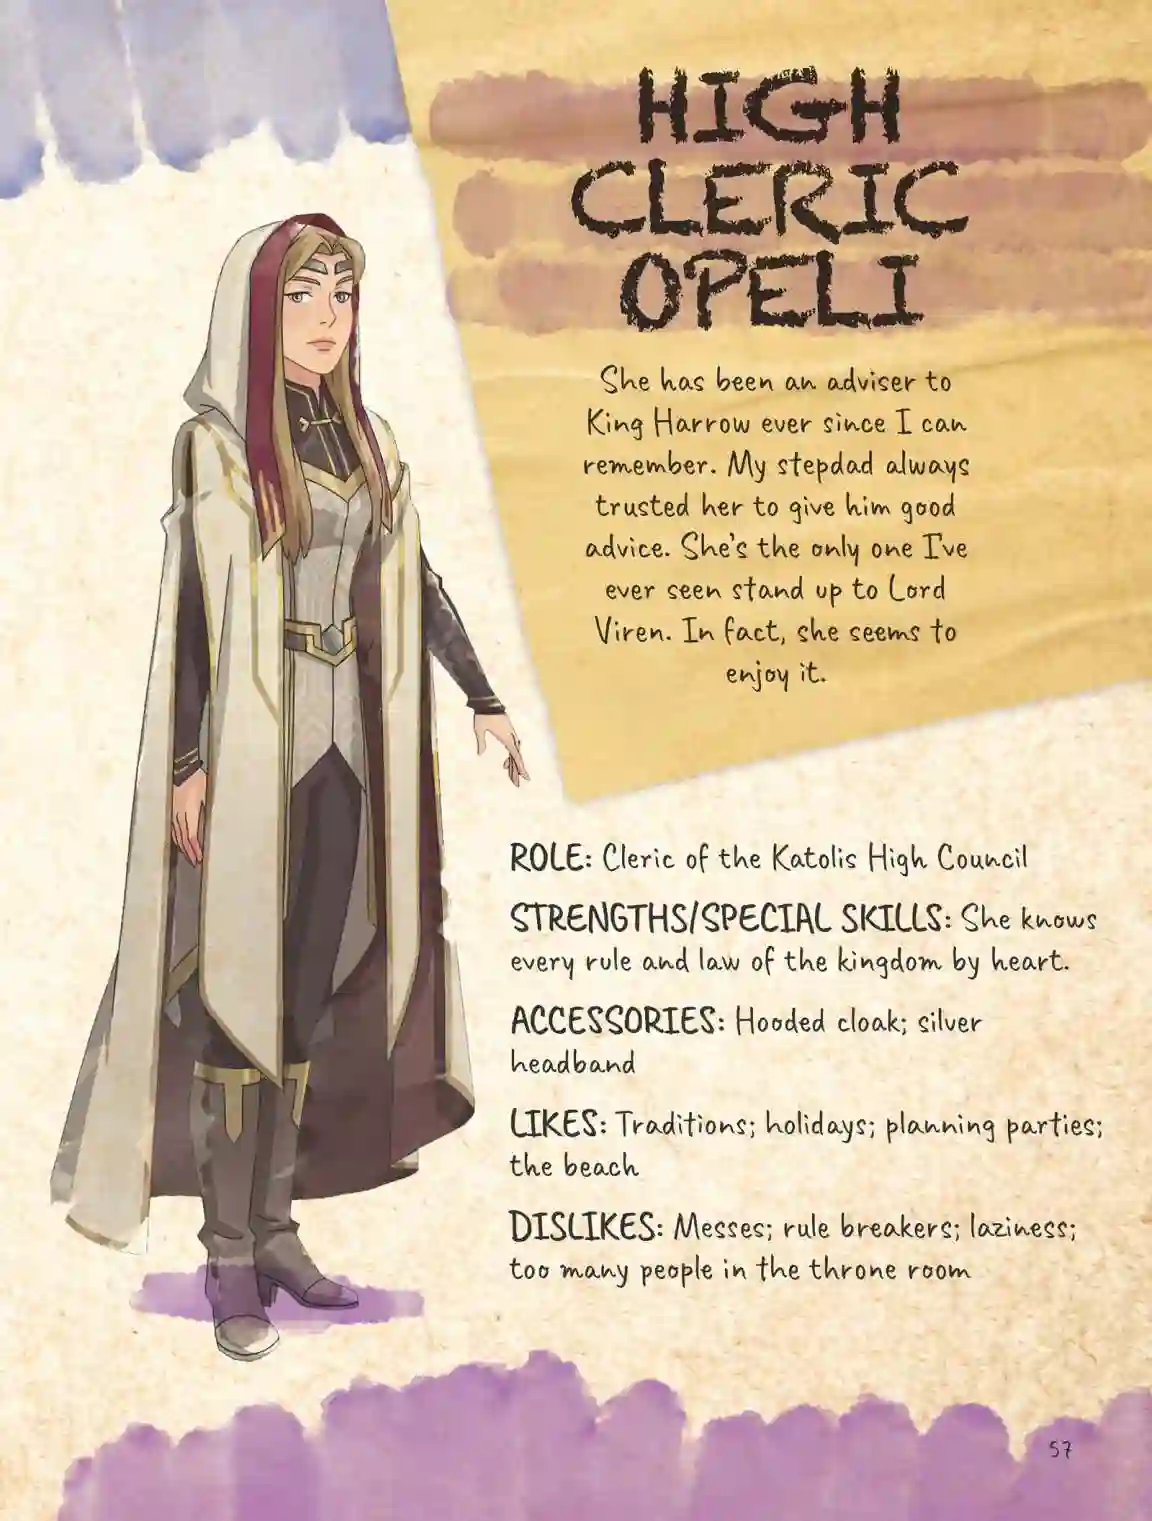 HIGH
CLERIC
OPELI
She has been an adviser to
King Harrow ever since I can
remember. My stepdad always
trusted her to give him good
advice. She's the only one I've
ever seen stand up to Lord
Viren. In fact, she seems to
enjoy it.
ROLE: Cleric of the Katolis High Council
STRENGTHS/SPECIAL SKILLS: She knows
every rule and law of the kingdom by heart.
ACCESSORIES: Hooded cloak; silver
headband
LIKES: Traditions; holidays; planning parties;
the beach
DISLIKES: Messes; rule breakers; laziness;
too many people in the throne room
57